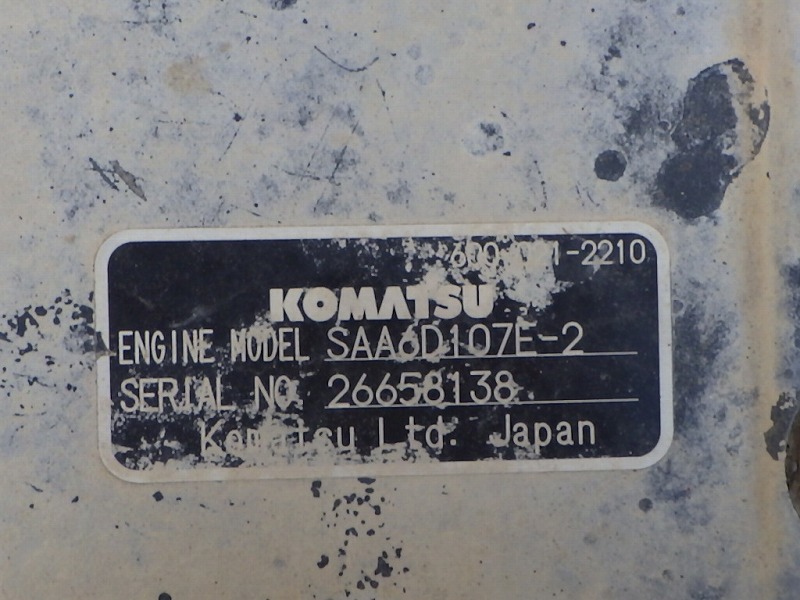 KOMATSU
ENGINE MODEL SAA6D107E-2
SERIAL NO. 26658138
Komatsu Ltd. Japan